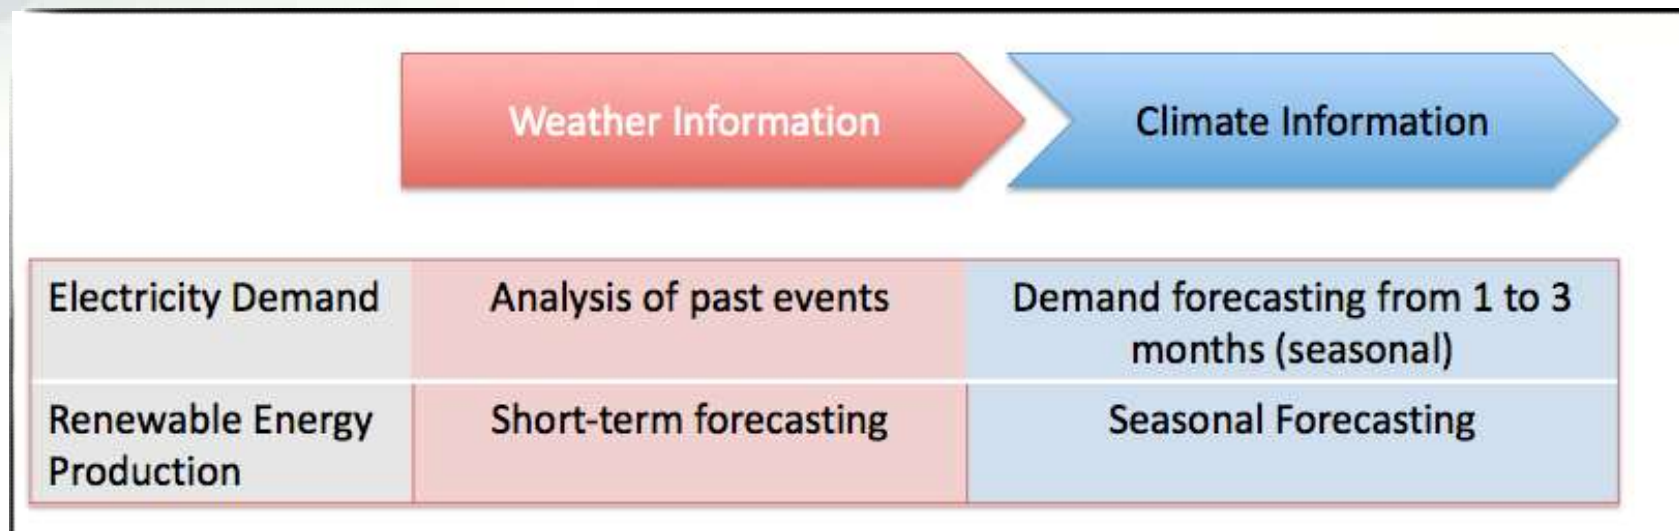 Weather Information
Climate Information
Electricity Demand
Analysis of past events
Demand forecasting from 1 to 3
months (seasonal)
Renewable Energy
Production
Short-term forecasting
Seasonal Forecasting